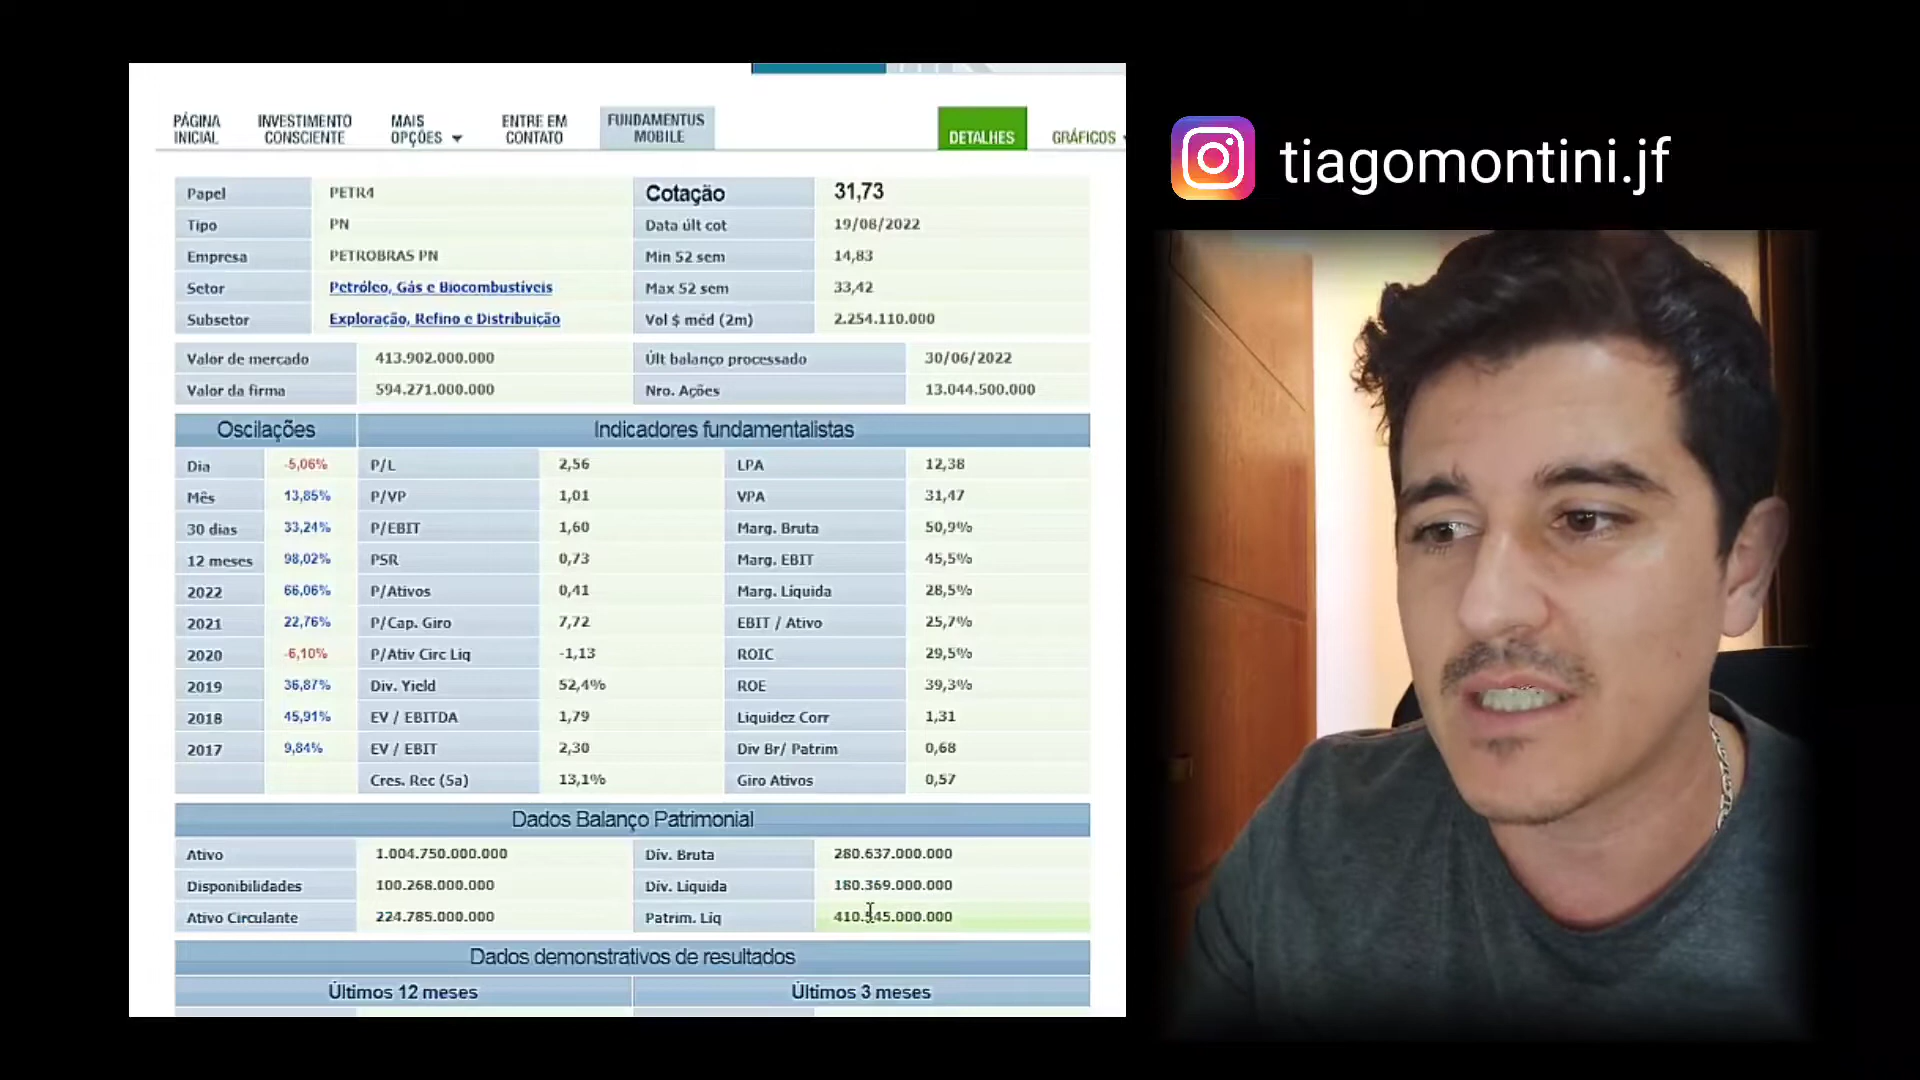 PÁGINA INICIAL
INVESTIMENTO CONSCIENTE
MAIS OPÇÕES
ENTRE EM CONTATO
FUNDAMENTUS MOBILE
DETALHES
GRÁFICOS
tiagomontini.jf
Papel PETR4 Cotação 31,73
Tipo PN Data últ cot 19/08/2022
Empresa PETROBRAS PN Min 52 sem 14,83
Setor Petróleo, Gás e Biocombustíveis Max 52 sem 33,42
Subsetor Exploração, Refino e Distribuição Vol $ méd (2m) 2.254.110.000
Valor de mercado 413.902.000.000 Últ balanço processado 30/06/2022
Valor da firma 594.271.000.000 Nro. Ações 13.044.500.000
Oscilações Indicadores fundamentalistas
Dia -5,06% P/L 2,56 LPA 12,38
Mês 13,85% P/VP 1,01 VPA 31,47
30 dias 33,24% P/EBIT 1,60 Marg. Bruta 50,9%
12 meses 98,02% PSR 0,73 Marg. EBIT 45,5%
2022 66,06% P/Ativos 0,41 Marg. Líquida 28,5%
2021 22,76% P/Cap. Giro 7,72 EBIT / Ativo 25,7%
2020 -6,10% P/Ativ Circ Liq -1,13 ROIC 29,5%
2019 36,87% Div. Yield 52,4% ROE 39,3%
2018 45,91% EV / EBITDA 1,79 Liquidez Corr 1,31
2017 9,84% EV / EBIT 2,30 Div Br/ Patrim 0,68
Cres. Rec (5a) 13,1% Giro Ativos 0,57
Dados Balanço Patrimonial
Ativo 1.004.750.000.000 Dív. Bruta 280.637.000.000
Disponibilidades 100.268.000.000 Dív. Líquida 180.369.000.000
Ativo Circulante 224.785.000.000 Patrim. Líq 410.545.000.000
Dados demonstrativos de resultados
Últimos 12 meses Últimos 3 meses